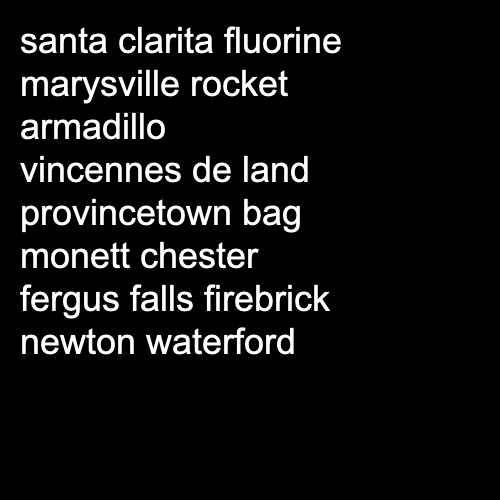 santa clarita fluorine
marysville rocket
armadillo
vincennes de land
provincetown bag
monett chester
fergus falls firebrick
newton waterford